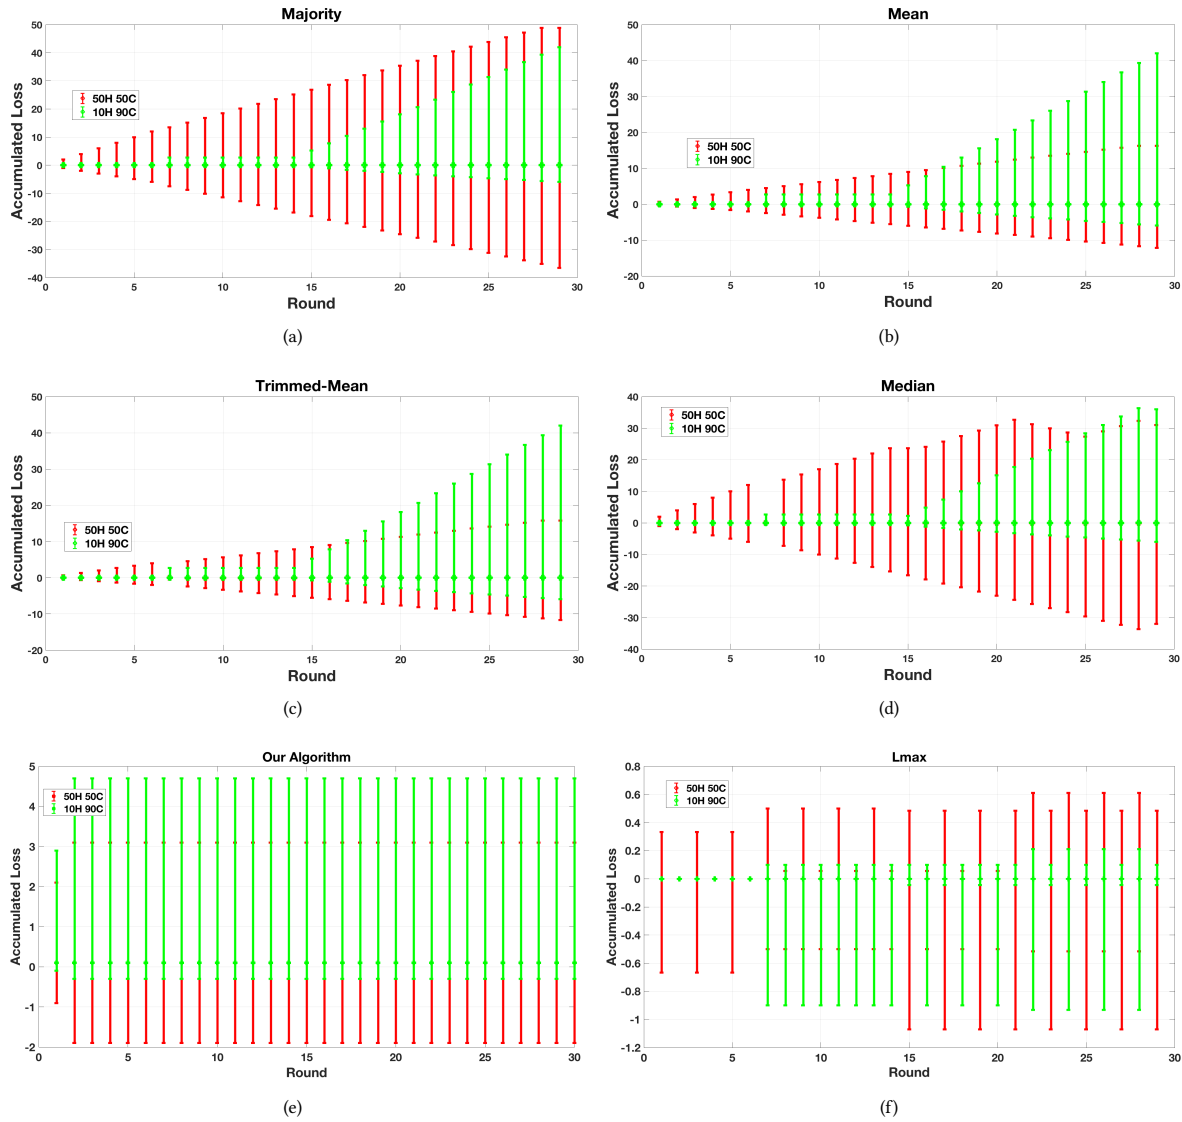 Majority
Accumulated Loss
50
40
30
20
10
0
-10
-20
-30
-40
50H 50C
10H 90C
0 5 10 15 20 25 30
Round
(a)
Mean
Accumulated Loss
50
40
30
20
10
0
-10
-20
50H 50C
10H 90C
0 5 10 15 20 25 30
Round
(b)
Trimmed-Mean
Accumulated Loss
50
40
30
20
10
0
-10
-20
50H 50C
10H 90C
0 5 10 15 20 25 30
Round
(c)
Median
Accumulated Loss
40
30
20
10
0
-10
-20
-30
-40
50H 50C
10H 90C
0 5 10 15 20 25 30
Round
(d)
Our Algorithm
Accumulated Loss
5
4
3
2
1
0
-1
-2
50H 50C
10H 90C
0 5 10 15 20 25 30
Round
(e)
Lmax
Accumulated Loss
0.8
0.6
0.4
0.2
0
-0.2
-0.4
-0.6
-0.8
-1
-1.2
50H 50C
10H 90C
0 5 10 15 20 25 30
Round
(f)